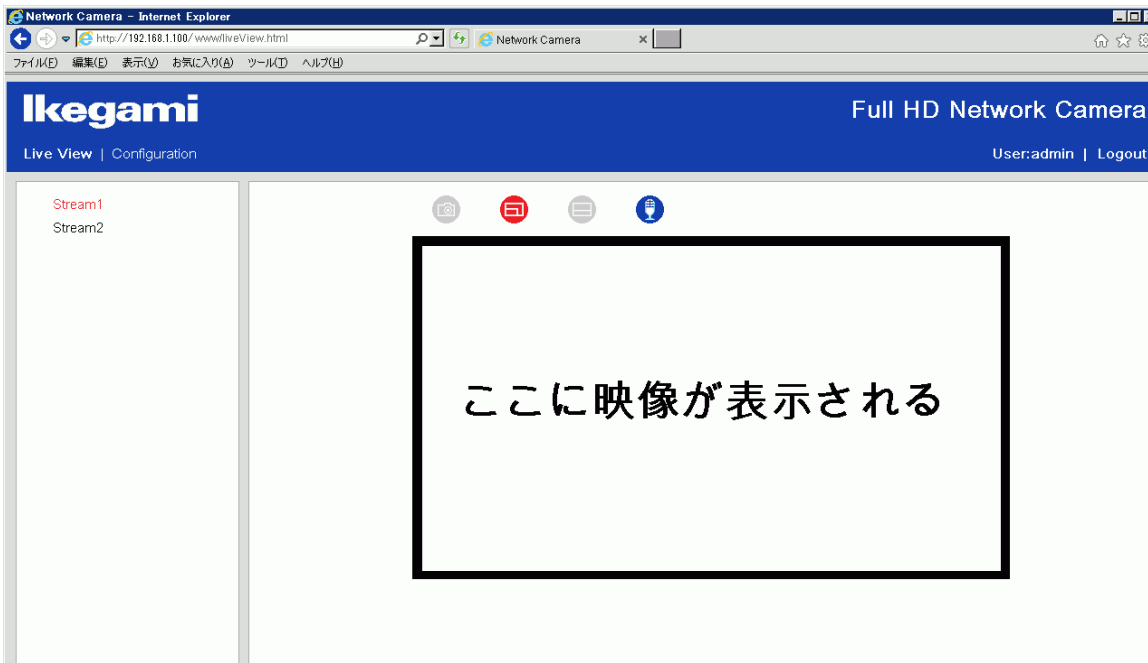 Network Camera - Internet Explorer
http://192.168.1.100/www/liveView.html
Network Camera
ファイル(F) 編集(E) 表示(V) お気に入り(A) ツール(T) ヘルプ(H)
Ikegami
Full HD Network Camera
Live View | Configuration
User:admin | Logout
Stream1
Stream2
ここに映像が表示される